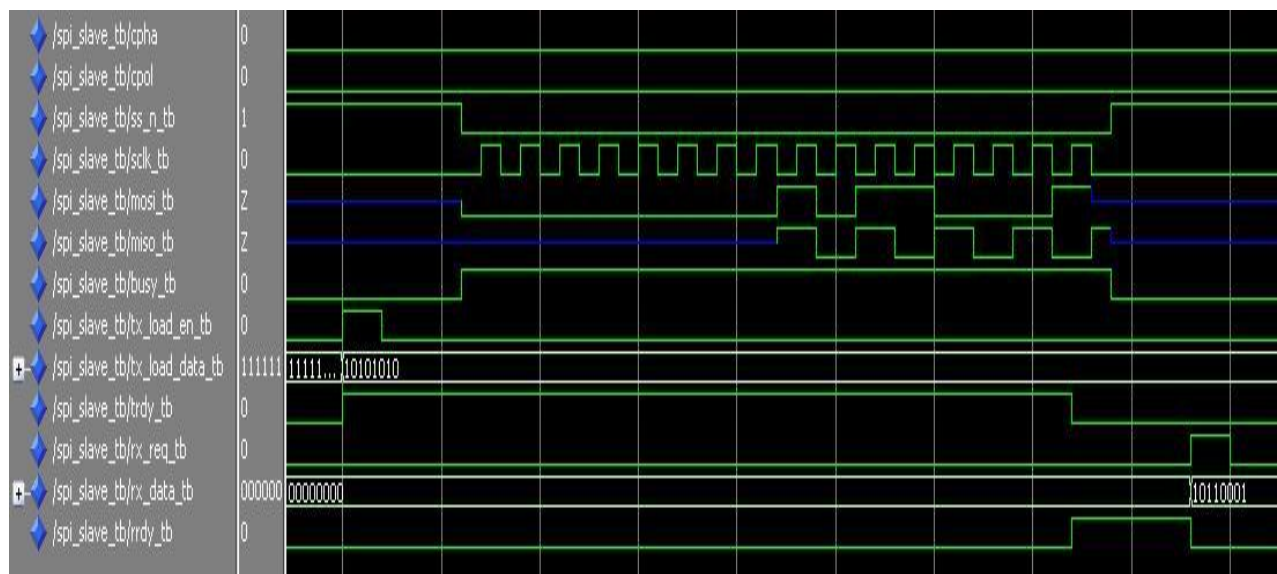 /spi_slave_tb/cpha 0
/spi_slave_tb/cpol 0
/spi_slave_tb/ss_n_tb 1
/spi_slave_tb/sclk_tb 0
/spi_slave_tb/mosi_tb Z
/spi_slave_tb/miso_tb Z
/spi_slave_tb/busy_tb 0
/spi_slave_tb/tx_load_en_tb 0
/spi_slave_tb/tx_load_data_tb 111111 11111... 10101010
/spi_slave_tb/trdy_tb 0
/spi_slave_tb/rx_req_tb 0
/spi_slave_tb/rx_data_tb 000000 00000000 10110001
/spi_slave_tb/rrdy_tb 0